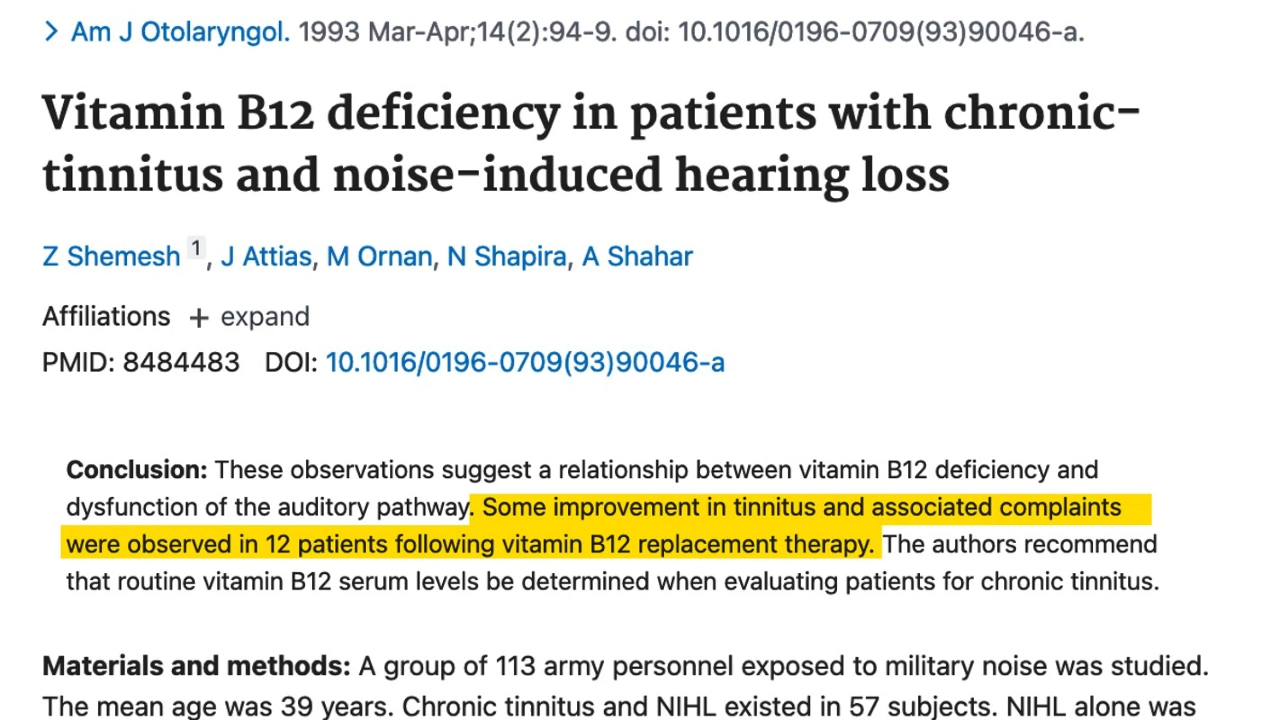 > Am J Otolaryngol. 1993 Mar-Apr;14(2):94-9. doi: 10.1016/0196-0709(93)90046-a.
Vitamin B12 deficiency in patients with chronic-
tinnitus and noise-induced hearing loss
Z Shemesh 1, J Attias, M Ornan, N Shapira, A Shahar
Affiliations + expand
PMID: 8484483 DOI: 10.1016/0196-0709(93)90046-a
Conclusion: These observations suggest a relationship between vitamin B12 deficiency and
dysfunction of the auditory pathway. Some improvement in tinnitus and associated complaints
were observed in 12 patients following vitamin B12 replacement therapy. The authors recommend
that routine vitamin B12 serum levels be determined when evaluating patients for chronic tinnitus.
Materials and methods: A group of 113 army personnel exposed to military noise was studied.
The mean age was 39 years. Chronic tinnitus and NIHL existed in 57 subjects. NIHL alone was